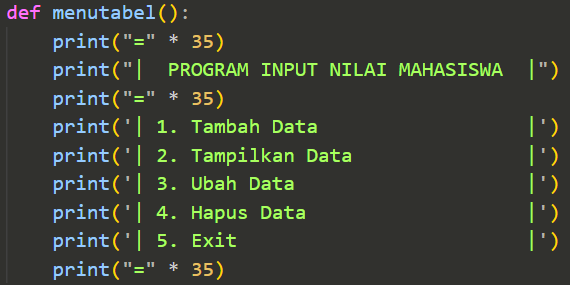 def menutabel():
    print("=" * 35)
    print("|  PROGRAM INPUT NILAI MAHASISWA  |")
    print("=" * 35)
    print('| 1. Tambah Data                  |')
    print('| 2. Tampilkan Data               |')
    print('| 3. Ubah Data                    |')
    print('| 4. Hapus Data                   |')
    print('| 5. Exit                         |')
    print("=" * 35)